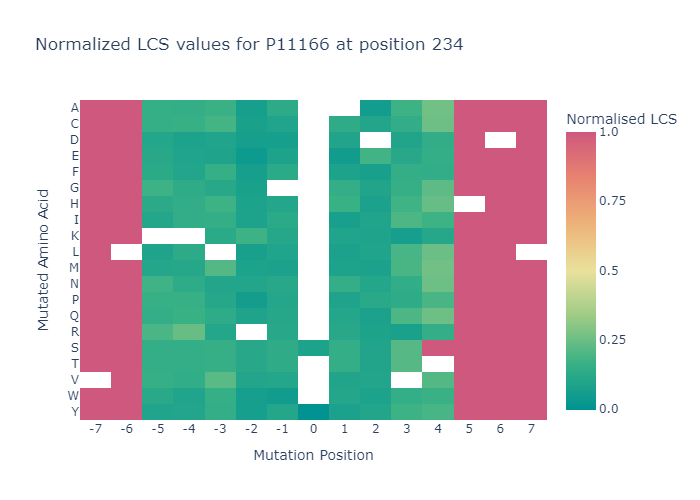 Normalized LCS values for P11166 at position 234
Normalised LCS
A
C
D
E
F
G
H
I
K
L
M
N
P
Q
R
S
T
V
W
Y
1.0
0.75
0.5
0.25
0.0
Mutated Amino Acid
-7 -6 -5 -4 -3 -2 -1 0 1 2 3 4 5 6 7
Mutation Position